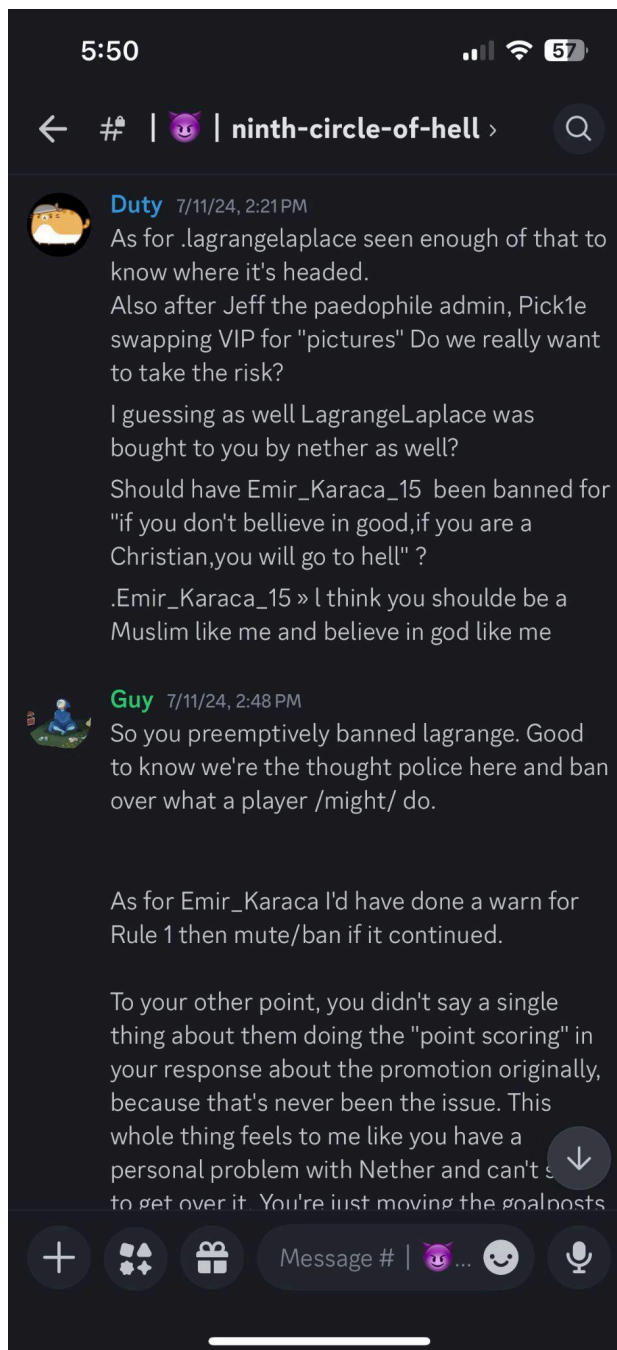 5:50
57
# | 😈 | ninth-circle-of-hell ›
Duty 7/11/24, 2:21 PM
As for .lagrangelaplace seen enough of that to
know where it's headed.
Also after Jeff the paedophile admin, Pick1e
swapping VIP for "pictures" Do we really want
to take the risk?
I guessing as well LagrangeLaplace was
bought to you by nether as well?
Should have Emir_Karaca_15 been banned for
"if you don't bellieve in good,if you are a
Christian,you will go to hell" ?
.Emir_Karaca_15 » l think you shoulde be a
Muslim like me and believe in god like me
Guy 7/11/24, 2:48 PM
So you preemptively banned lagrange. Good
to know we're the thought police here and ban
over what a player /might/ do.
As for Emir_Karaca I'd have done a warn for
Rule 1 then mute/ban if it continued.
To your other point, you didn't say a single
thing about them doing the "point scoring" in
your response about the promotion originally,
because that's never been the issue. This
whole thing feels to me like you have a
personal problem with Nether and can't
to get over it. You're just moving the goalposts
Message # | 😈...